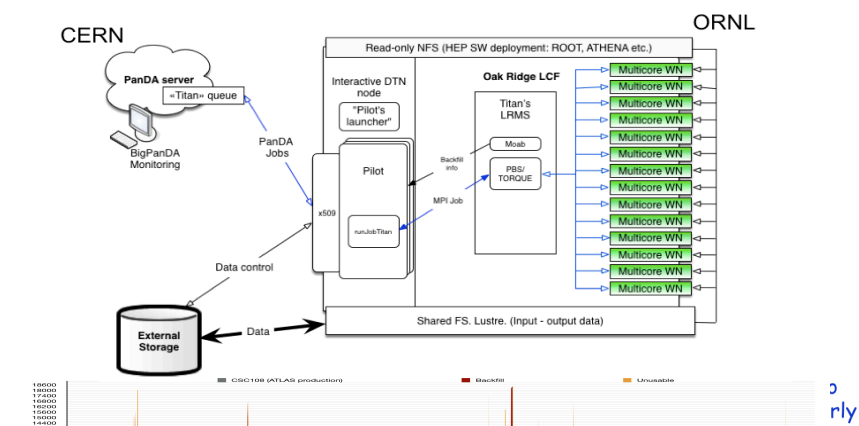 CERN
ORNL
Read-only NFS (HEP SW deployment: ROOT, ATHENA etc.)
PanDA server
«Titan» queue
BigPanDA
Monitoring
PanDA
Jobs
Interactive DTN
node
"Pilot's
launcher"
Pilot
x509
runJobTitan
Backfill
info
MPI Job
Oak Ridge LCF
Titan's
LRMS
Moab
PBS/
TORQUE
Multicore WN
Multicore WN
Multicore WN
Multicore WN
Multicore WN
Multicore WN
Multicore WN
Multicore WN
Multicore WN
Multicore WN
Multicore WN
Multicore WN
Multicore WN
Multicore WN
Data control
External
Storage
Data
Shared FS. Lustre. (Input - output data)
CSC108 (ATLAS production)
Backfill
Unusable
18600
18000
17400
16800
16200
15600
15000
14400
o
rly